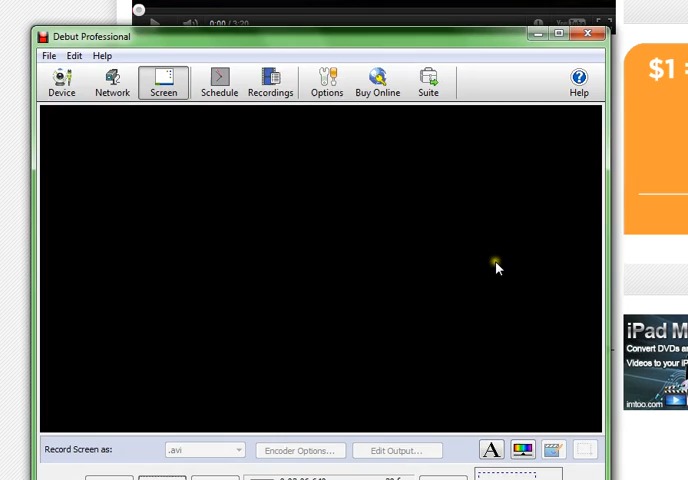 0:00 / 3:20
Debut Professional
File Edit Help
Device Network Screen Schedule Recordings Options Buy Online Suite Help
$1 =
iPad M
Convert DVDs an
Videos to your iP
imtoo.com
Record Screen as: .avi Encoder Options... Edit Output...
A